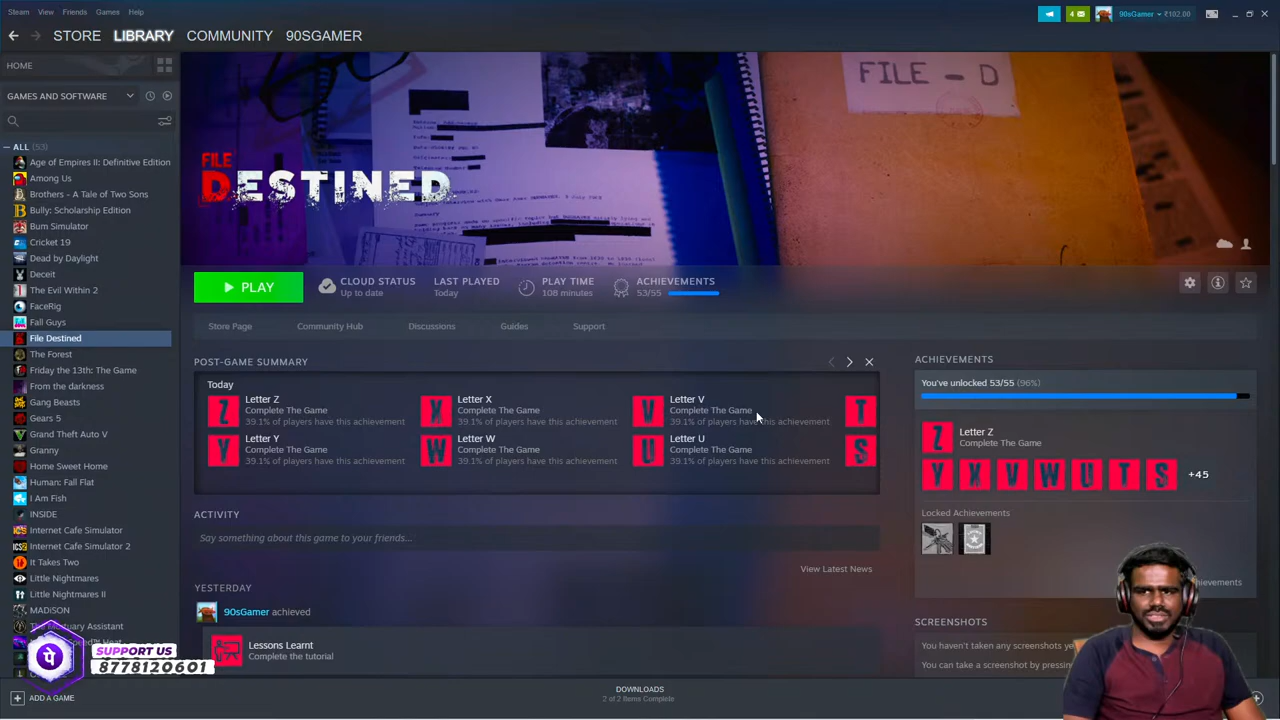 Steam View Friends Games Help
4 90sGamer ₹102.00
STORE LIBRARY COMMUNITY 90SGAMER
HOME
GAMES AND SOFTWARE
ALL (53)
Age of Empires II: Definitive Edition
Among Us
Brothers - A Tale of Two Sons
Bully: Scholarship Edition
Bum Simulator
Cricket 19
Dead by Daylight
Deceit
The Evil Within 2
FaceRig
Fall Guys
File Destined
The Forest
Friday the 13th: The Game
From the darkness
Gang Beasts
Gears 5
Grand Theft Auto V
Granny
Home Sweet Home
Human: Fall Flat
I Am Fish
INSIDE
Internet Cafe Simulator
Internet Cafe Simulator 2
It Takes Two
Little Nightmares
Little Nightmares II
MADiSON
Mortuary Assistant
Heat
ADD A GAME
SUPPORT US
8778120601
FILE - D
FILE
DESTINED
PLAY
CLOUD STATUS
Up to date
LAST PLAYED
Today
PLAY TIME
108 minutes
ACHIEVEMENTS
53/55
Store Page Community Hub Discussions Guides Support
POST-GAME SUMMARY
Today
Z Letter Z
Complete The Game
39.1% of players have this achievement
X Letter X
Complete The Game
39.1% of players have this achievement
V Letter V
Complete The Game
39.1% of players have this achievement
T
Y Letter Y
Complete The Game
39.1% of players have this achievement
W Letter W
Complete The Game
39.1% of players have this achievement
U Letter U
Complete The Game
39.1% of players have this achievement
S
ACTIVITY
Say something about this game to your friends...
View Latest News
YESTERDAY
90sGamer achieved
Lessons Learnt
Complete the tutorial
ACHIEVEMENTS
You've unlocked 53/55 (96%)
Z Letter Z
Complete The Game
Y X V W U T S +45
Locked Achievements
SCREENSHOTS
You haven't taken any screenshots
You can take a screenshot by
DOWNLOADS
2 of 2 Items Complete